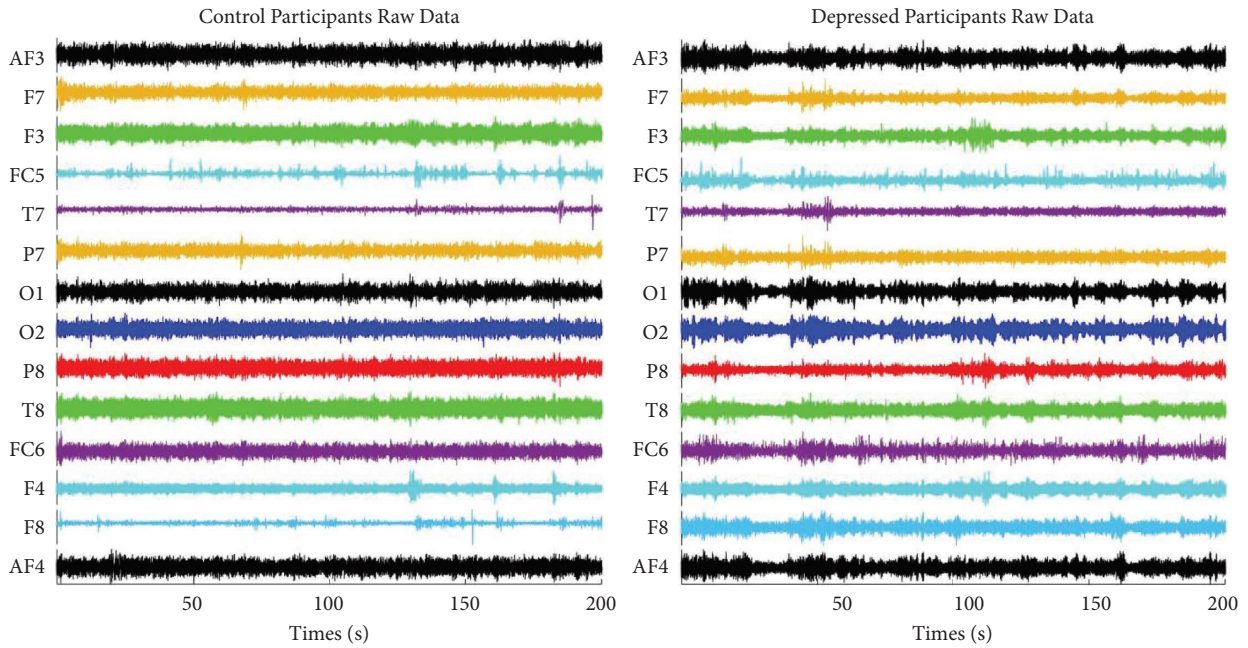 Control Participants Raw Data
AF3
F7
F3
FC5
T7
P7
O1
O2
P8
T8
FC6
F4
F8
AF4
50 100 150 200
Times (s)
Depressed Participants Raw Data
AF3
F7
F3
FC5
T7
P7
O1
O2
P8
T8
FC6
F4
F8
AF4
50 100 150 200
Times (s)